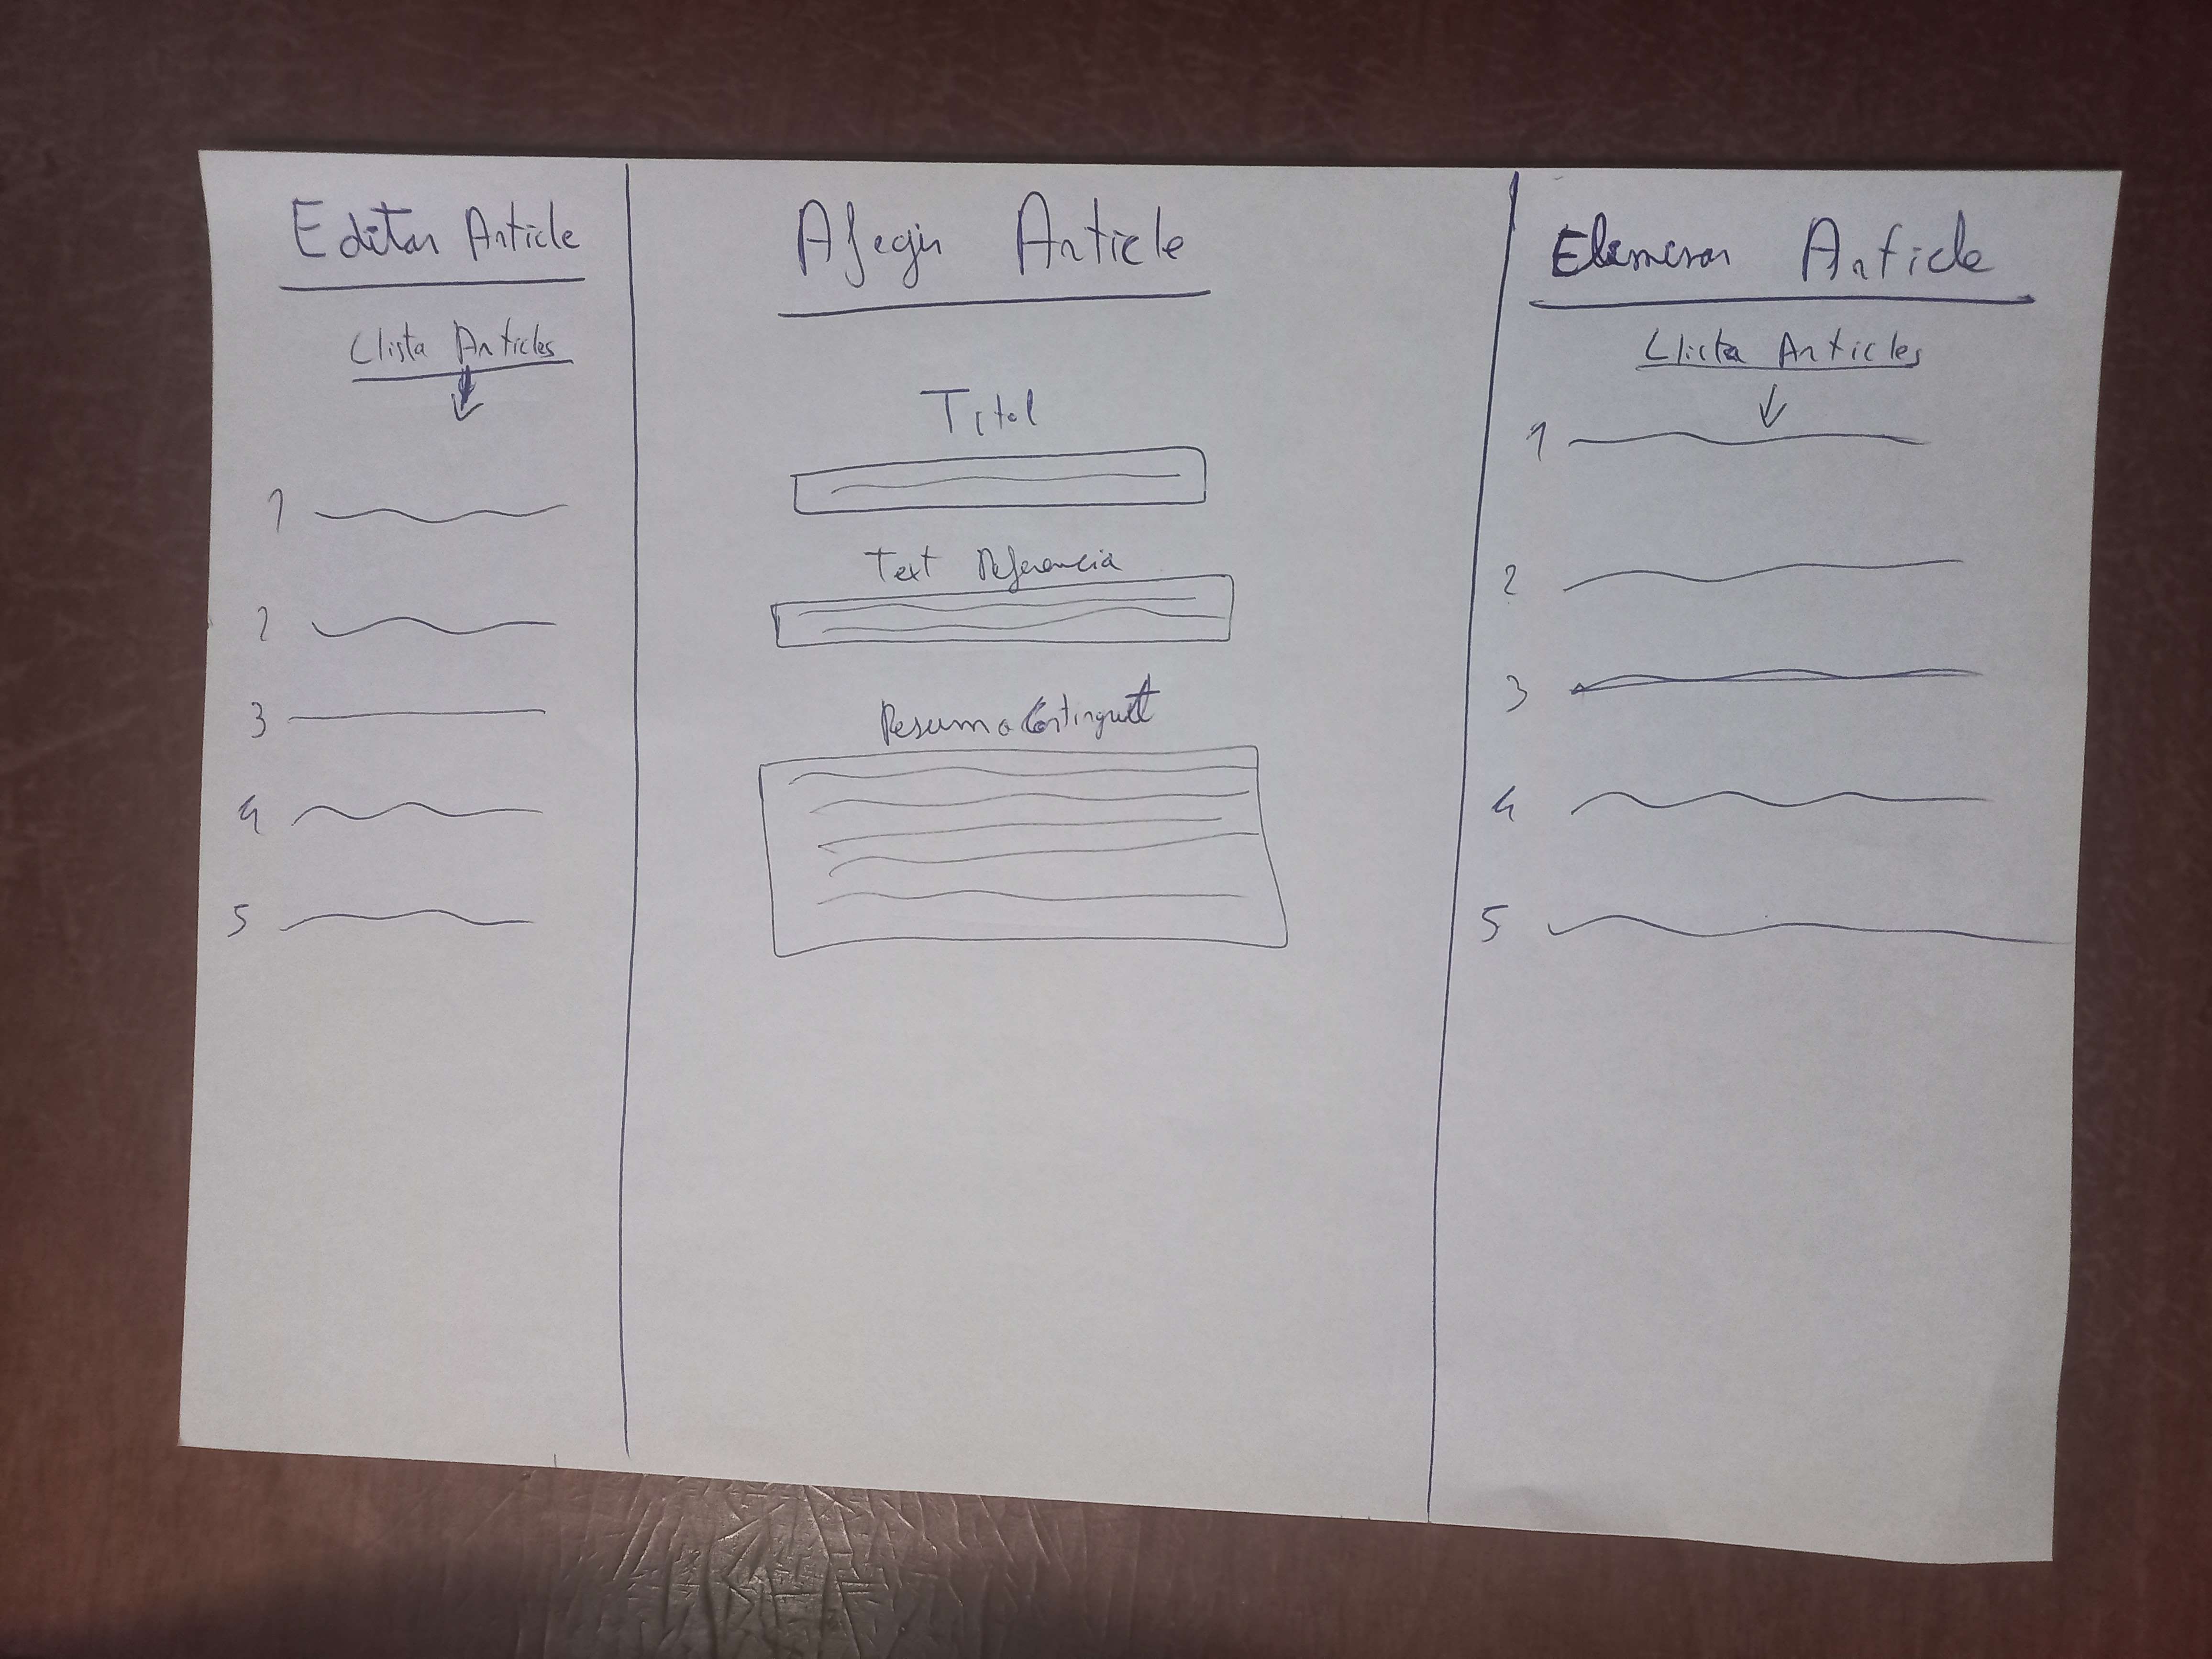 Editar Article
Llista Articles
1
2
3
4
5
Afegir Article
Titol
Text Referencia
Resum o Contingut
Eliminar Article
Llista Articles
1
2
3
4
5